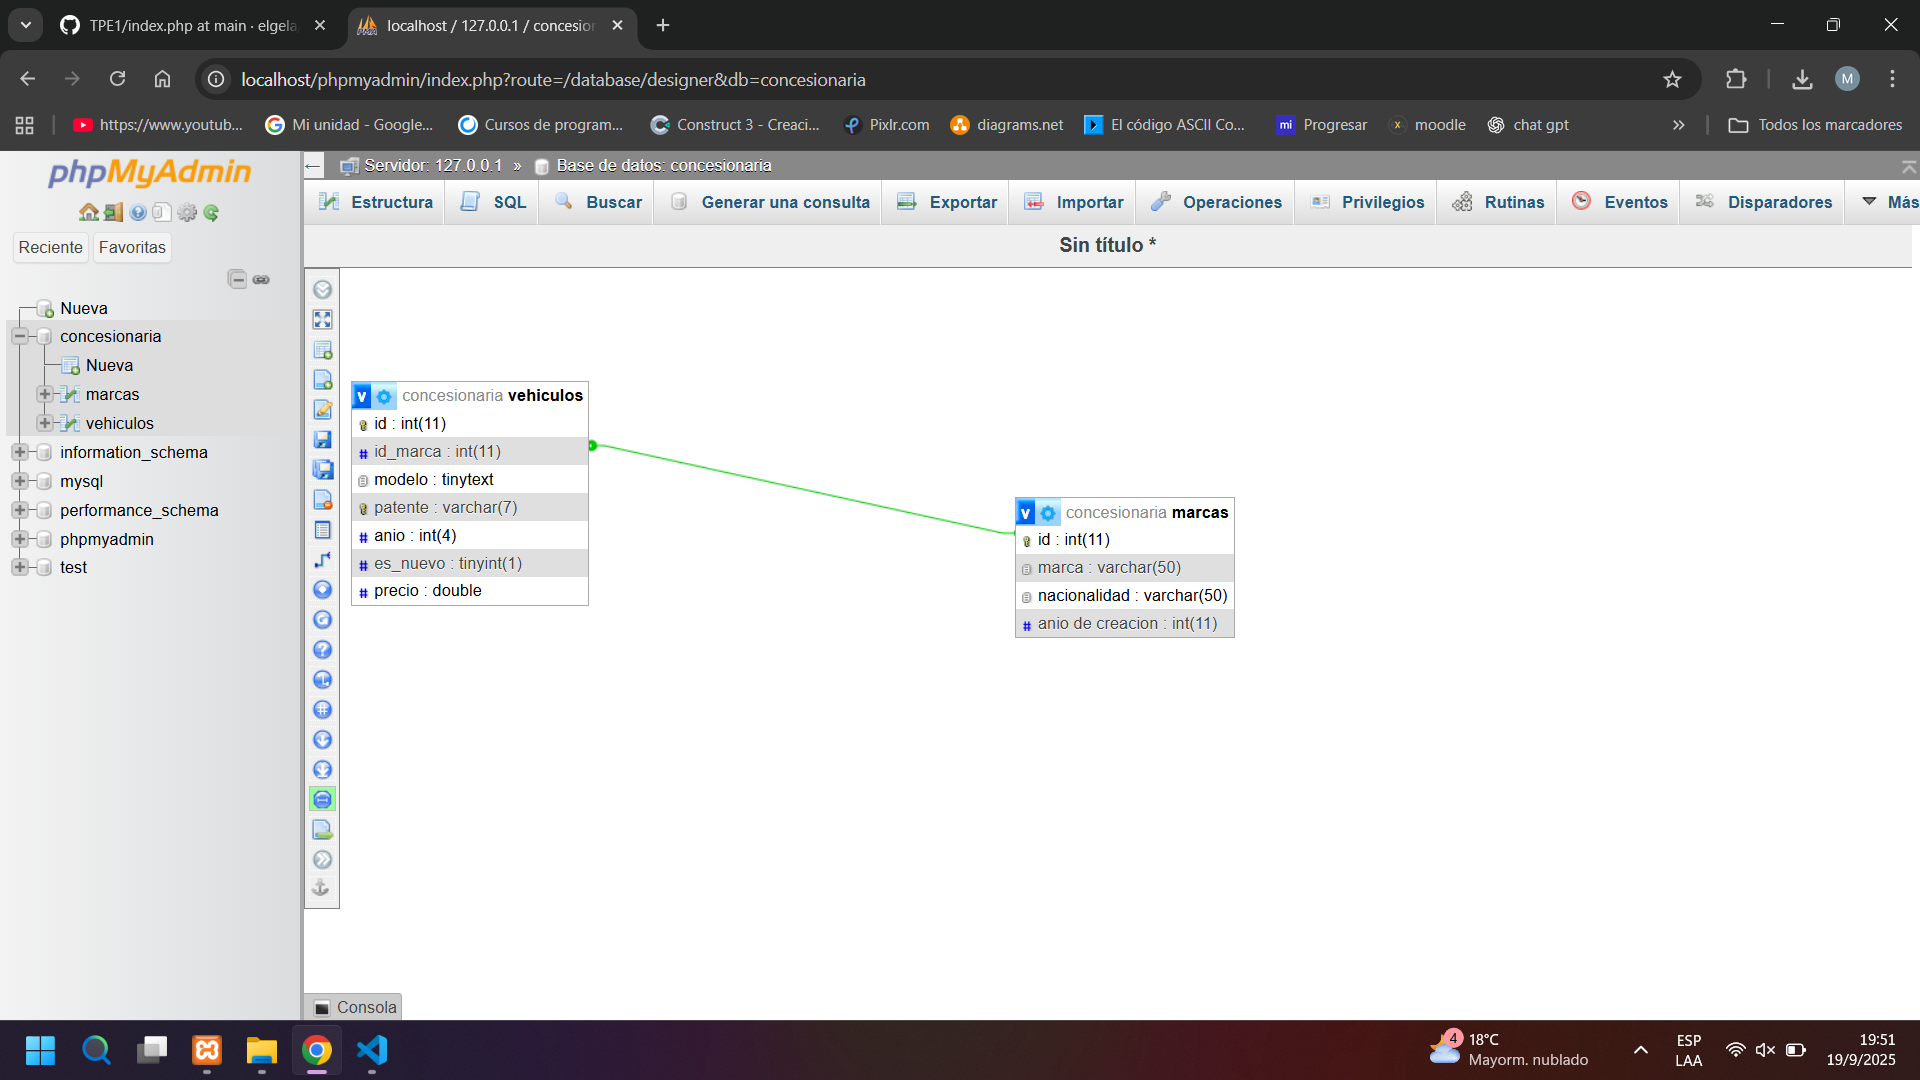 TPE1/index.php at main · elgela
localhost / 127.0.0.1 / concesion
localhost/phpmyadmin/index.php?route=/database/designer&db=concesionaria
M
https://www.youtub...
Mi unidad - Google...
Cursos de program...
Construct 3 - Creaci...
Pixlr.com
diagrams.net
El código ASCII Co...
mi Progresar
moodle
chat gpt
»
Todos los marcadores
phpMyAdmin
Reciente
Favoritas
Nueva
concesionaria
Nueva
marcas
vehiculos
information_schema
mysql
performance_schema
phpmyadmin
test
Servidor: 127.0.0.1 » Base de datos: concesionaria
Estructura
SQL
Buscar
Generar una consulta
Exportar
Importar
Operaciones
Privilegios
Rutinas
Eventos
Disparadores
Más
Sin título *
v concesionaria vehiculos
id : int(11)
# id_marca : int(11)
modelo : tinytext
patente : varchar(7)
# anio : int(4)
# es_nuevo : tinyint(1)
# precio : double
v concesionaria marcas
id : int(11)
marca : varchar(50)
nacionalidad : varchar(50)
# anio de creacion : int(11)
Consola
4
18°C
Mayorm. nublado
ESP
LAA
19:51
19/9/2025